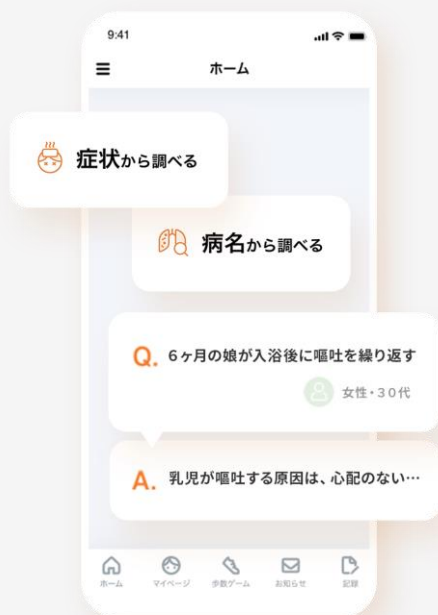 9:41
ホーム
症状から調べる
病名から調べる
Q. 6ヶ月の娘が入浴後に嘔吐を繰り返す
女性・30代
A. 乳児が嘔吐する原因は、心配のない…
ホーム
マイページ
歩数ゲーム
お知らせ
記録